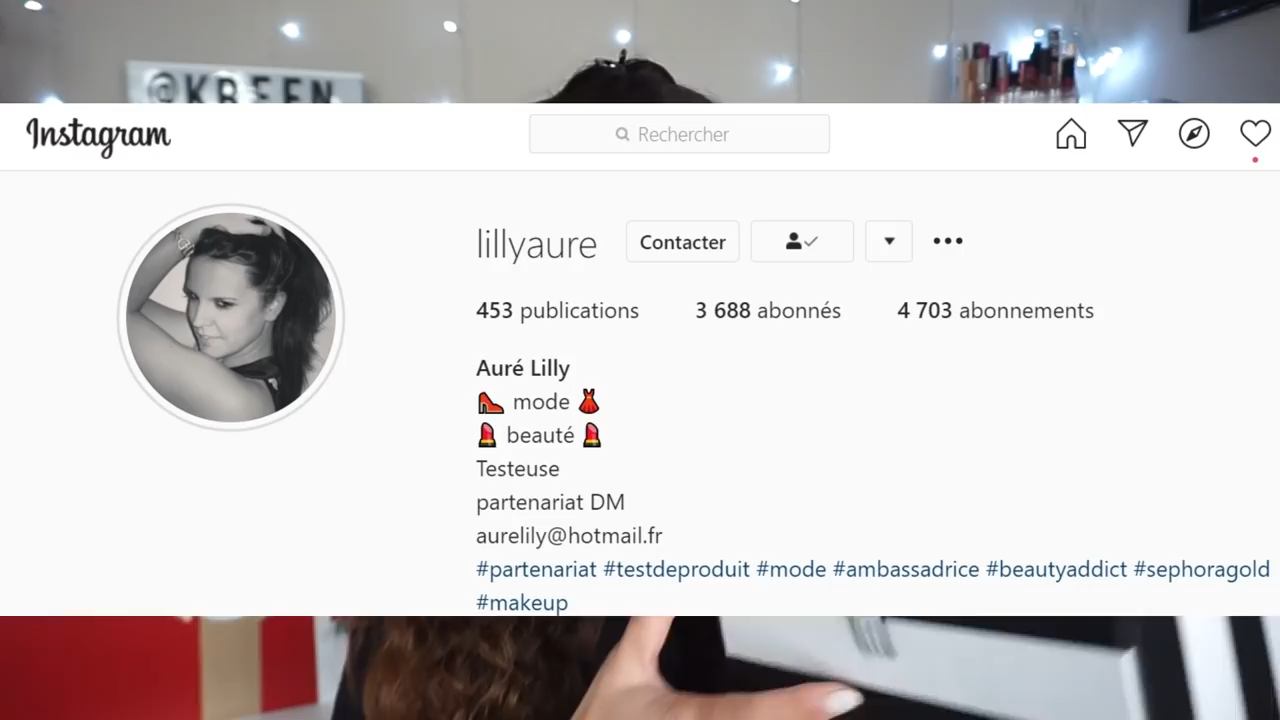 @KREEN
Instagram
Rechercher
lillyaure Contacter
453 publications 3 688 abonnés 4 703 abonnements
Auré Lilly
👠 mode 👗
💄 beauté 💄
Testeuse
partenariat DM
aurelily@hotmail.fr
#partenariat #testdeproduit #mode #ambassadrice #beautyaddict #sephoragold
#makeup